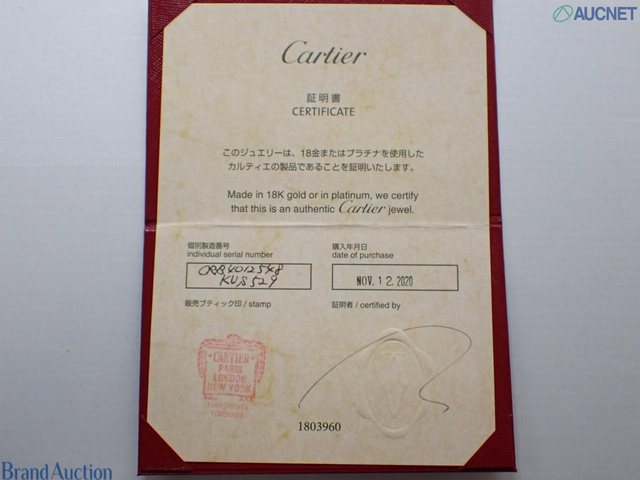 AUCNET
Cartier
証明書
CERTIFICATE
このジュエリーは、18金またはプラチナを使用した
カルティエの製品であることを証明いたします。
Made in 18K gold or in platinum, we certify
that this is an authentic Cartier jewel.
個別製造番号
individual serial number
購入年月日
date of purchase
CRB4012548
KUS529
NOV. 12. 2020
販売ブティック印 / stamp
証明者 / certified by
CARTIER
PARIS
LONDON
NEW YORK
YOKOHAMA
1803960
Brand Auction